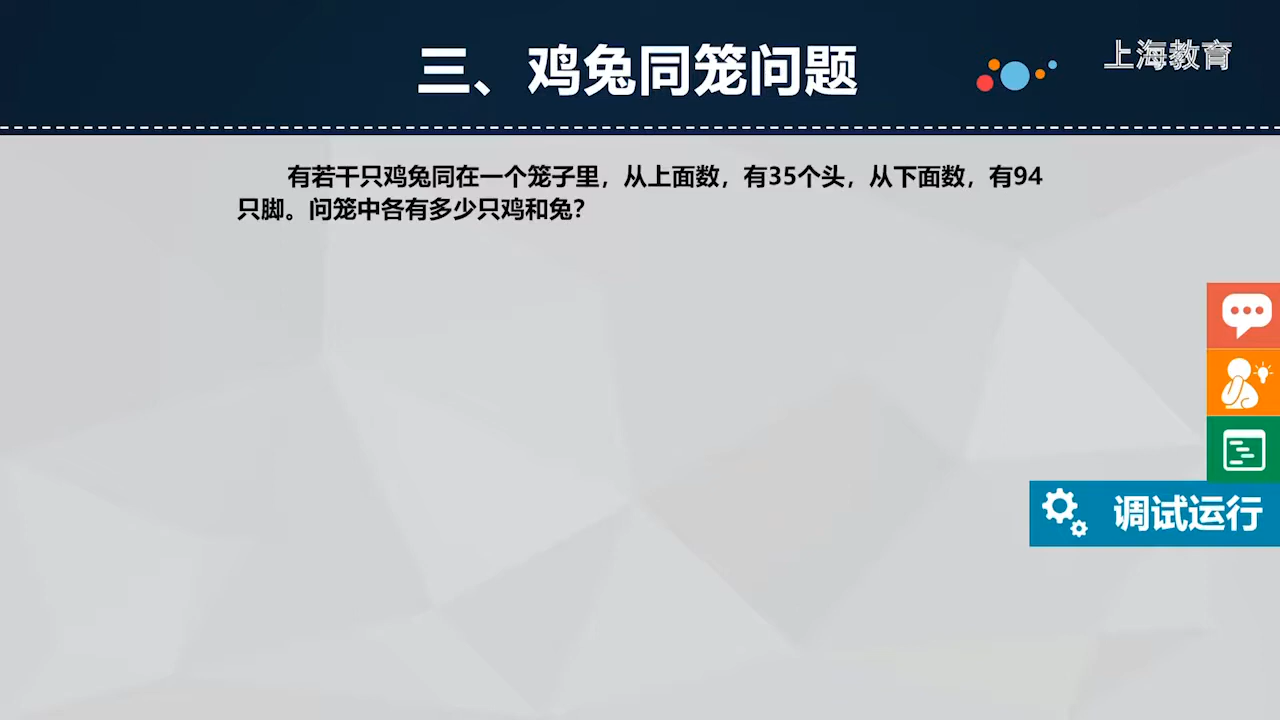 三、鸡兔同笼问题
上海教育
有若干只鸡兔同在一个笼子里，从上面数，有35个头，从下面数，有94
只脚。问笼中各有多少只鸡和兔？
调试运行